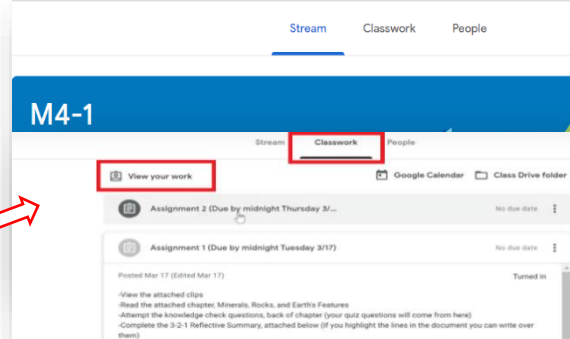 Stream Classwork People
M4-1
Stream Classwork People
View your work Google Calendar Class Drive folder
Assignment 2 (Due by midnight Thursday 3/... No due date
Assignment 1 (Due by midnight Tuesday 3/17) No due date
Posted Mar 17 (Edited Mar 17) Turned in
-View the attached clips
-Read the attached chapter, Minerals, Rocks, and Earth's Features
-Attempt the knowledge check questions, back of chapter (your quiz questions will come from here)
-Complete the 3-2-1 Reflective Summary, attached below (If you highlight the lines in the document you can write over
them)